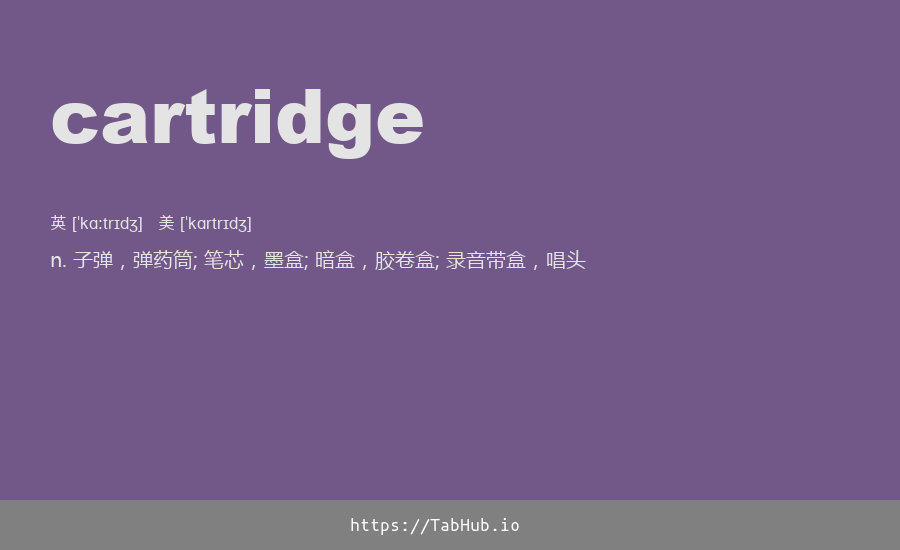 cartridge
英 [ˈkɑːtrɪdʒ] 美 [ˈkɑrtrɪdʒ]
n. 子弹，弹药筒; 笔芯，墨盒; 暗盒，胶卷盒; 录音带盒，唱头
https://TabHub.io